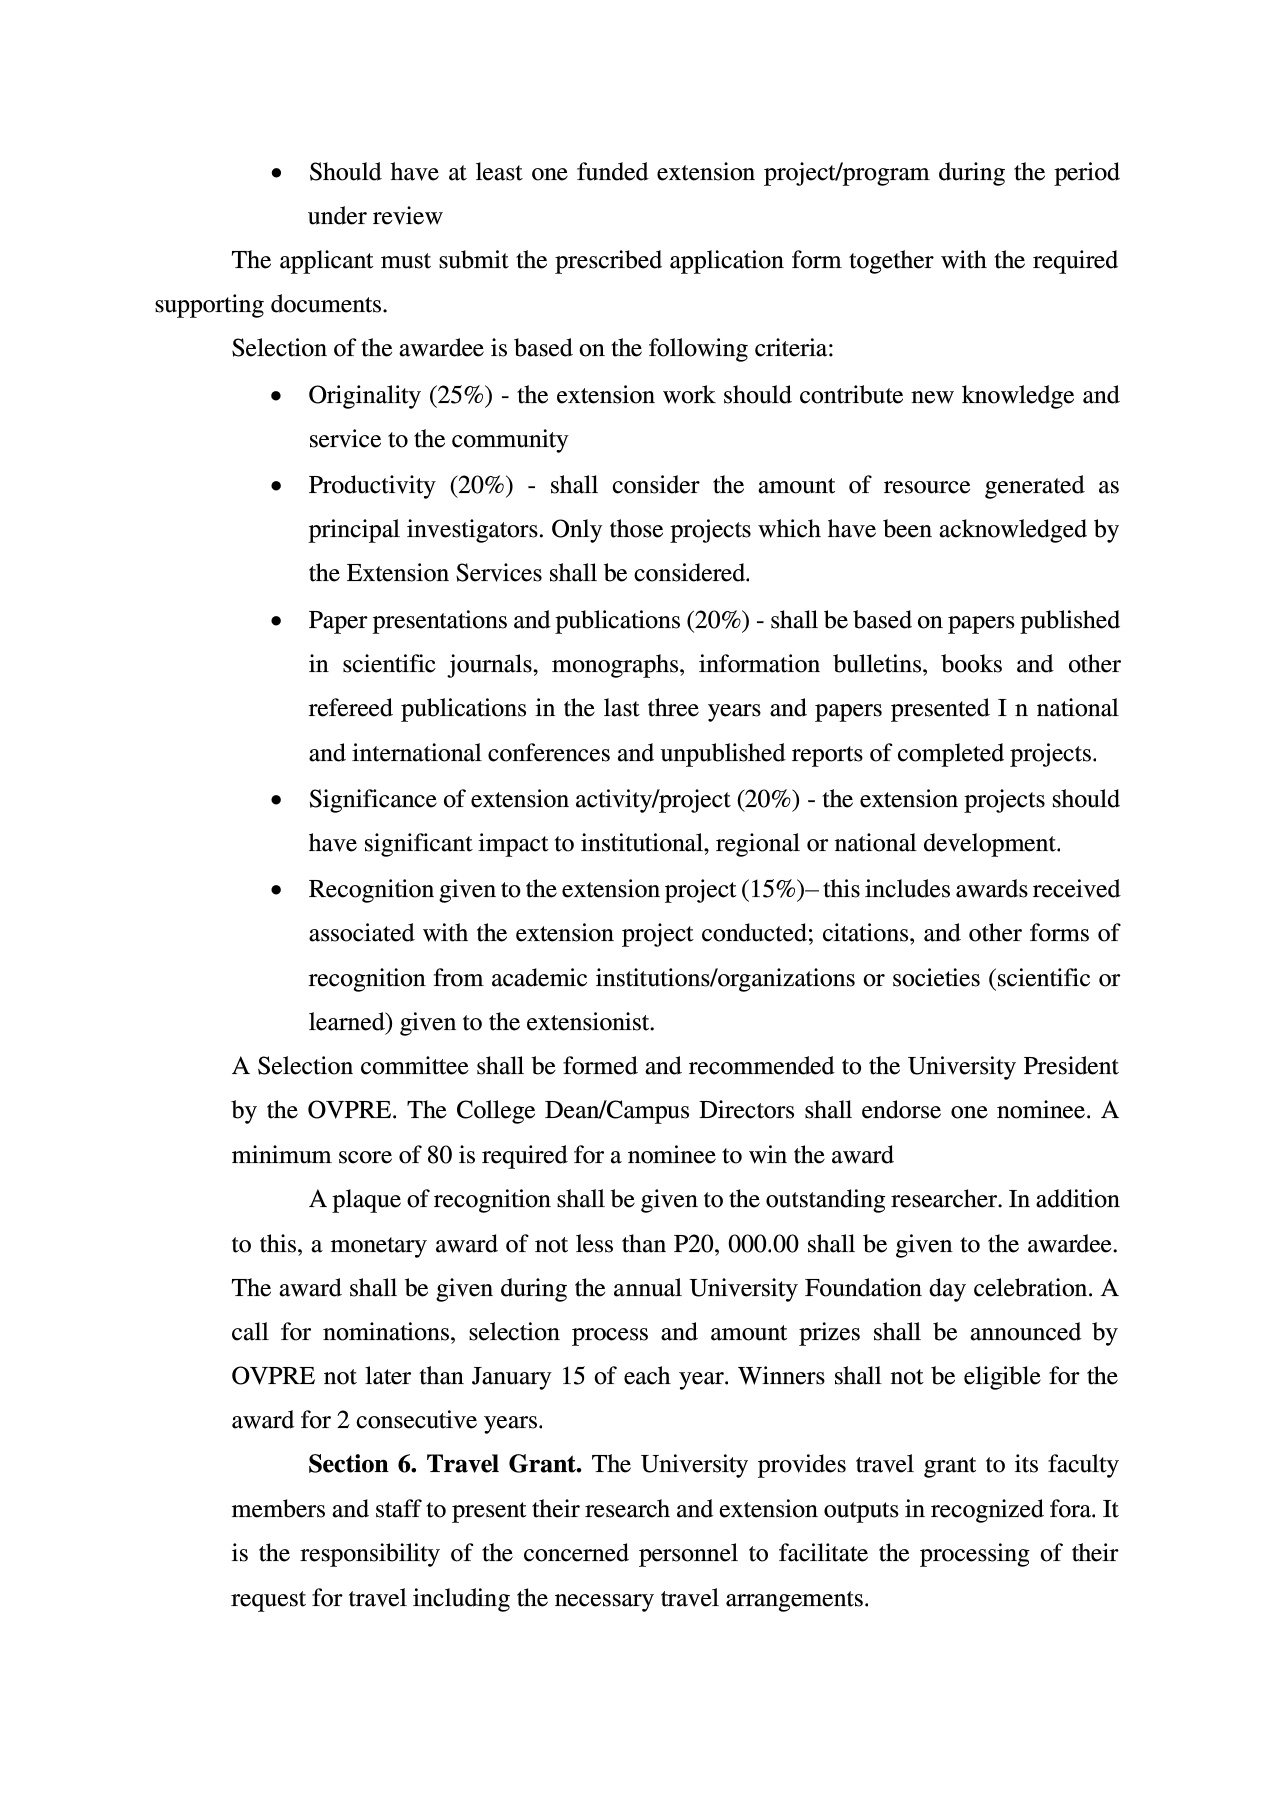 • Should have at least one funded extension project/program during the period
under review
The applicant must submit the prescribed application form together with the required
supporting documents.
Selection of the awardee is based on the following criteria:
• Originality (25%) - the extension work should contribute new knowledge and
service to the community
• Productivity (20%) - shall consider the amount of resource generated as
principal investigators. Only those projects which have been acknowledged by
the Extension Services shall be considered.
• Paper presentations and publications (20%) - shall be based on papers published
in scientific journals, monographs, information bulletins, books and other
refereed publications in the last three years and papers presented I n national
and international conferences and unpublished reports of completed projects.
• Significance of extension activity/project (20%) - the extension projects should
have significant impact to institutional, regional or national development.
• Recognition given to the extension project (15%)– this includes awards received
associated with the extension project conducted; citations, and other forms of
recognition from academic institutions/organizations or societies (scientific or
learned) given to the extensionist.
A Selection committee shall be formed and recommended to the University President
by the OVPRE. The College Dean/Campus Directors shall endorse one nominee. A
minimum score of 80 is required for a nominee to win the award
A plaque of recognition shall be given to the outstanding researcher. In addition
to this, a monetary award of not less than P20, 000.00 shall be given to the awardee.
The award shall be given during the annual University Foundation day celebration. A
call for nominations, selection process and amount prizes shall be announced by
OVPRE not later than January 15 of each year. Winners shall not be eligible for the
award for 2 consecutive years.
Section 6. Travel Grant. The University provides travel grant to its faculty
members and staff to present their research and extension outputs in recognized fora. It
is the responsibility of the concerned personnel to facilitate the processing of their
request for travel including the necessary travel arrangements.